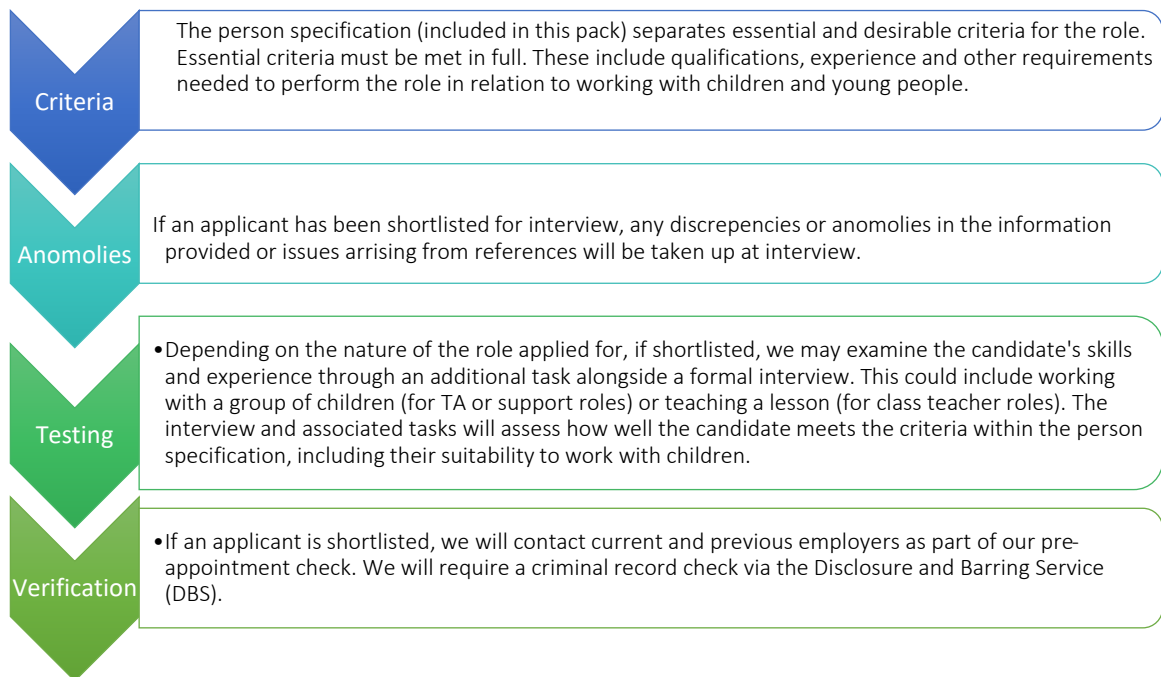 Criteria
The person specification (included in this pack) separates essential and desirable criteria for the role.
Essential criteria must be met in full. These include qualifications, experience and other requirements
needed to perform the role in relation to working with children and young people.
Anomolies
If an applicant has been shortlisted for interview, any discrepencies or anomolies in the information
provided or issues arrising from references will be taken up at interview.
Testing
•Depending on the nature of the role applied for, if shortlisted, we may examine the candidate's skills
and experience through an additional task alongside a formal interview. This could include working
with a group of children (for TA or support roles) or teaching a lesson (for class teacher roles). The
interview and associated tasks will assess how well the candidate meets the criteria within the person
specification, including their suitability to work with children.
Verification
•If an applicant is shortlisted, we will contact current and previous employers as part of our pre-
appointment check. We will require a criminal record check via the Disclosure and Barring Service
(DBS).